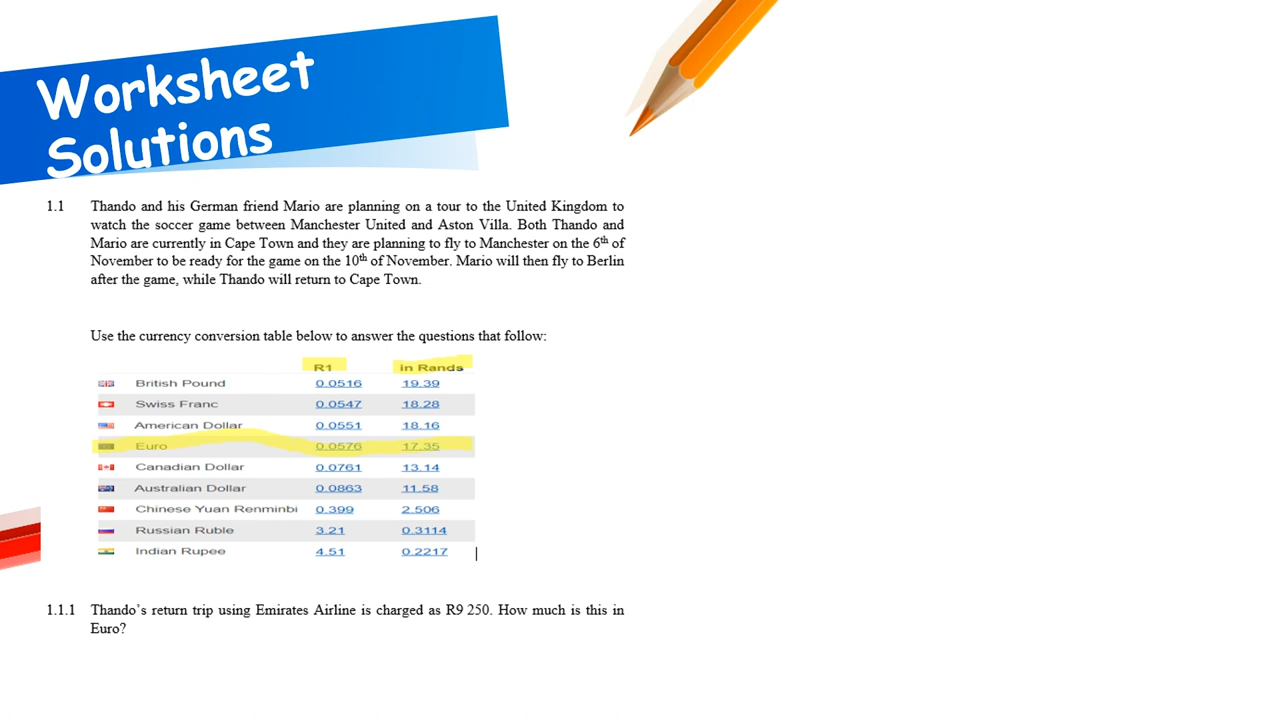 Worksheet
Solutions
1.1 Thando and his German friend Mario are planning on a tour to the United Kingdom to
watch the soccer game between Manchester United and Aston Villa. Both Thando and
Mario are currently in Cape Town and they are planning to fly to Manchester on the 6th of
November to be ready for the game on the 10th of November. Mario will then fly to Berlin
after the game, while Thando will return to Cape Town.
Use the currency conversion table below to answer the questions that follow:
R1 in Rands
British Pound 0.0516 19.39
Swiss Franc 0.0547 18.28
American Dollar 0.0551 18.16
Euro 0.0576 17.35
Canadian Dollar 0.0761 13.14
Australian Dollar 0.0863 11.58
Chinese Yuan Renminbi 0.399 2.506
Russian Ruble 3.21 0.3114
Indian Rupee 4.51 0.2217
1.1.1 Thando's return trip using Emirates Airline is charged as R9 250. How much is this in
Euro?